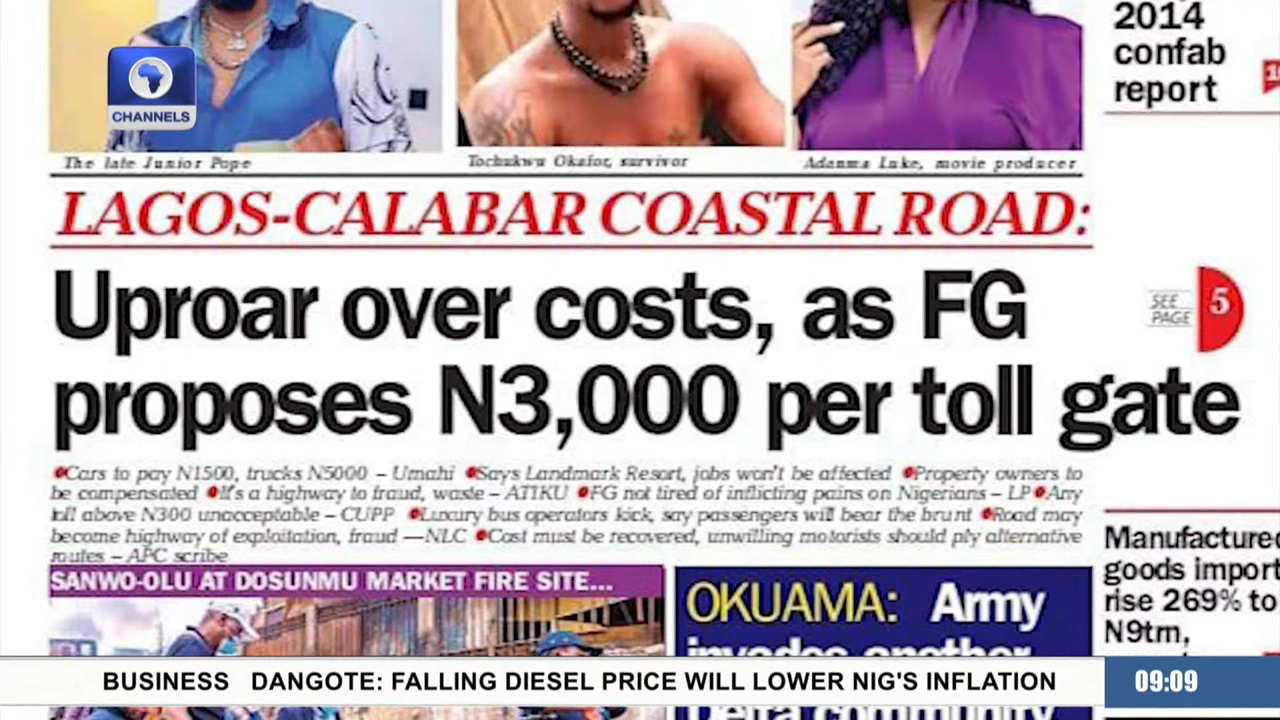 2014
confab
report
CHANNELS
The late Junior Pope
Tochukwu Okafor, survivor
Adanma Luke, movie producer
LAGOS-CALABAR COASTAL ROAD:
Uproar over costs, as FG
proposes N3,000 per toll gate
SEE
PAGE 5
Cars to pay N1500, trucks N5000 – Umahi Says Landmark Resort, jobs won't be affected Property owners to
be compensated It's a highway to fraud, waste – ATIKU FG not tired of inflicting pains on Nigerians – LP Any
toll above N300 unacceptable – CUPP Luxury bus operators kick, say passengers will bear the brunt Road may
become highway of exploitation, fraud —NLC Cost must be recovered, unwilling motorists should ply alternative
routes – APC scribe
SANWO-OLU AT DOSUNMU MARKET FIRE SITE...
OKUAMA: Army
invades another
Delta community
Manufactured
goods import
rise 269% to
N9trn,
BUSINESS DANGOTE: FALLING DIESEL PRICE WILL LOWER NIG'S INFLATION
09:09